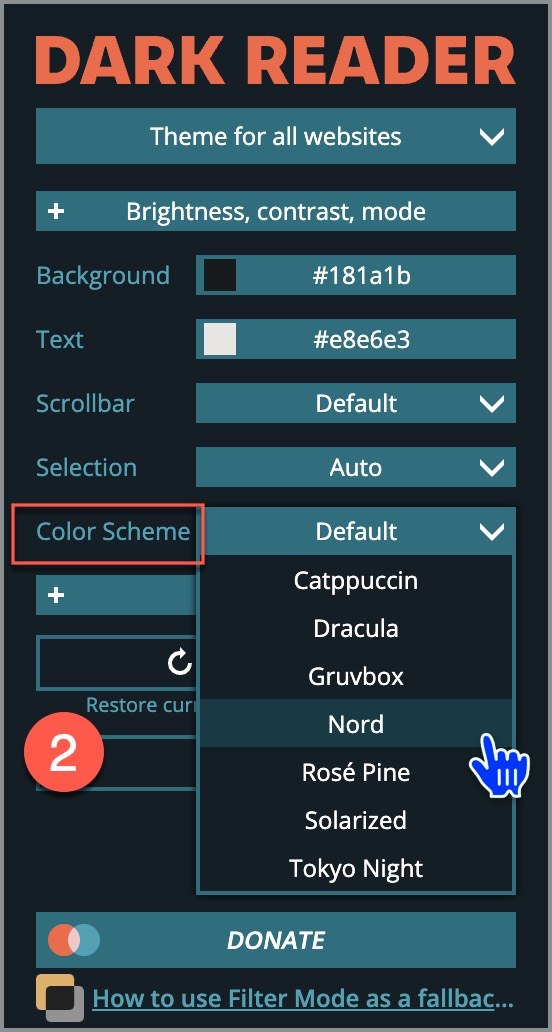 DARK READER
Theme for all websites
+ Brightness, contrast, mode
Background #181a1b
Text #e8e6e3
Scrollbar Default
Selection Auto
Color Scheme Default
Catppuccin
+
Dracula
Gruvbox
Restore curr
Nord
2
Rosé Pine
Solarized
Tokyo Night
DONATE
How to use Filter Mode as a fallbac...